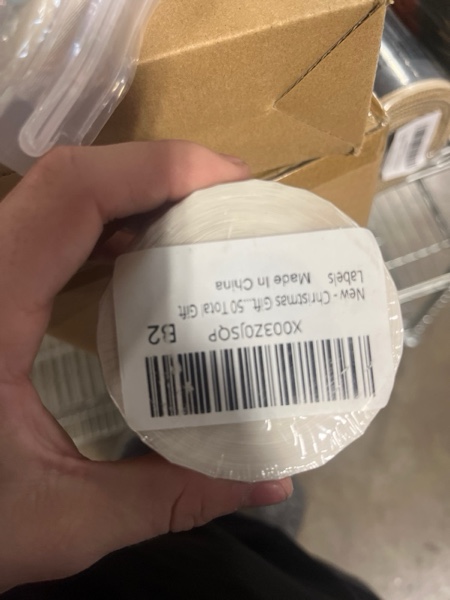 X003Z0JSQP B2
New - Christmas Gift...50 Total Gift
Labels Made In China